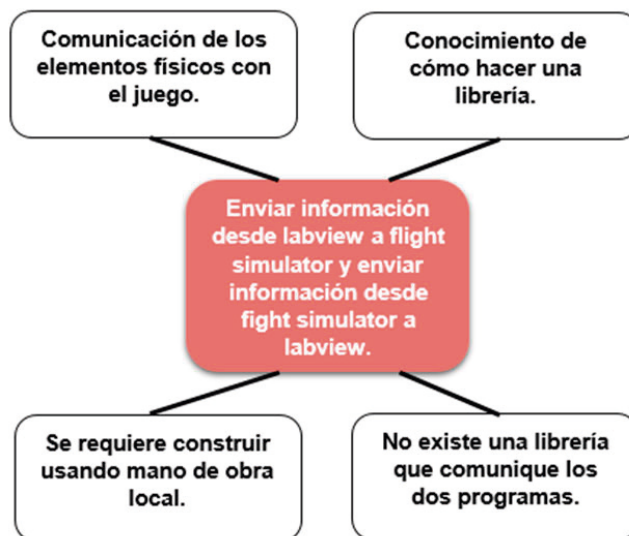 Comunicación de los
elementos físicos con
el juego.
Conocimiento de
cómo hacer una
librería.
Enviar información
desde labview a flight
simulator y enviar
información desde
fight simulator a
labview.
Se requiere construir
usando mano de obra
local.
No existe una librería
que comunique los
dos programas.